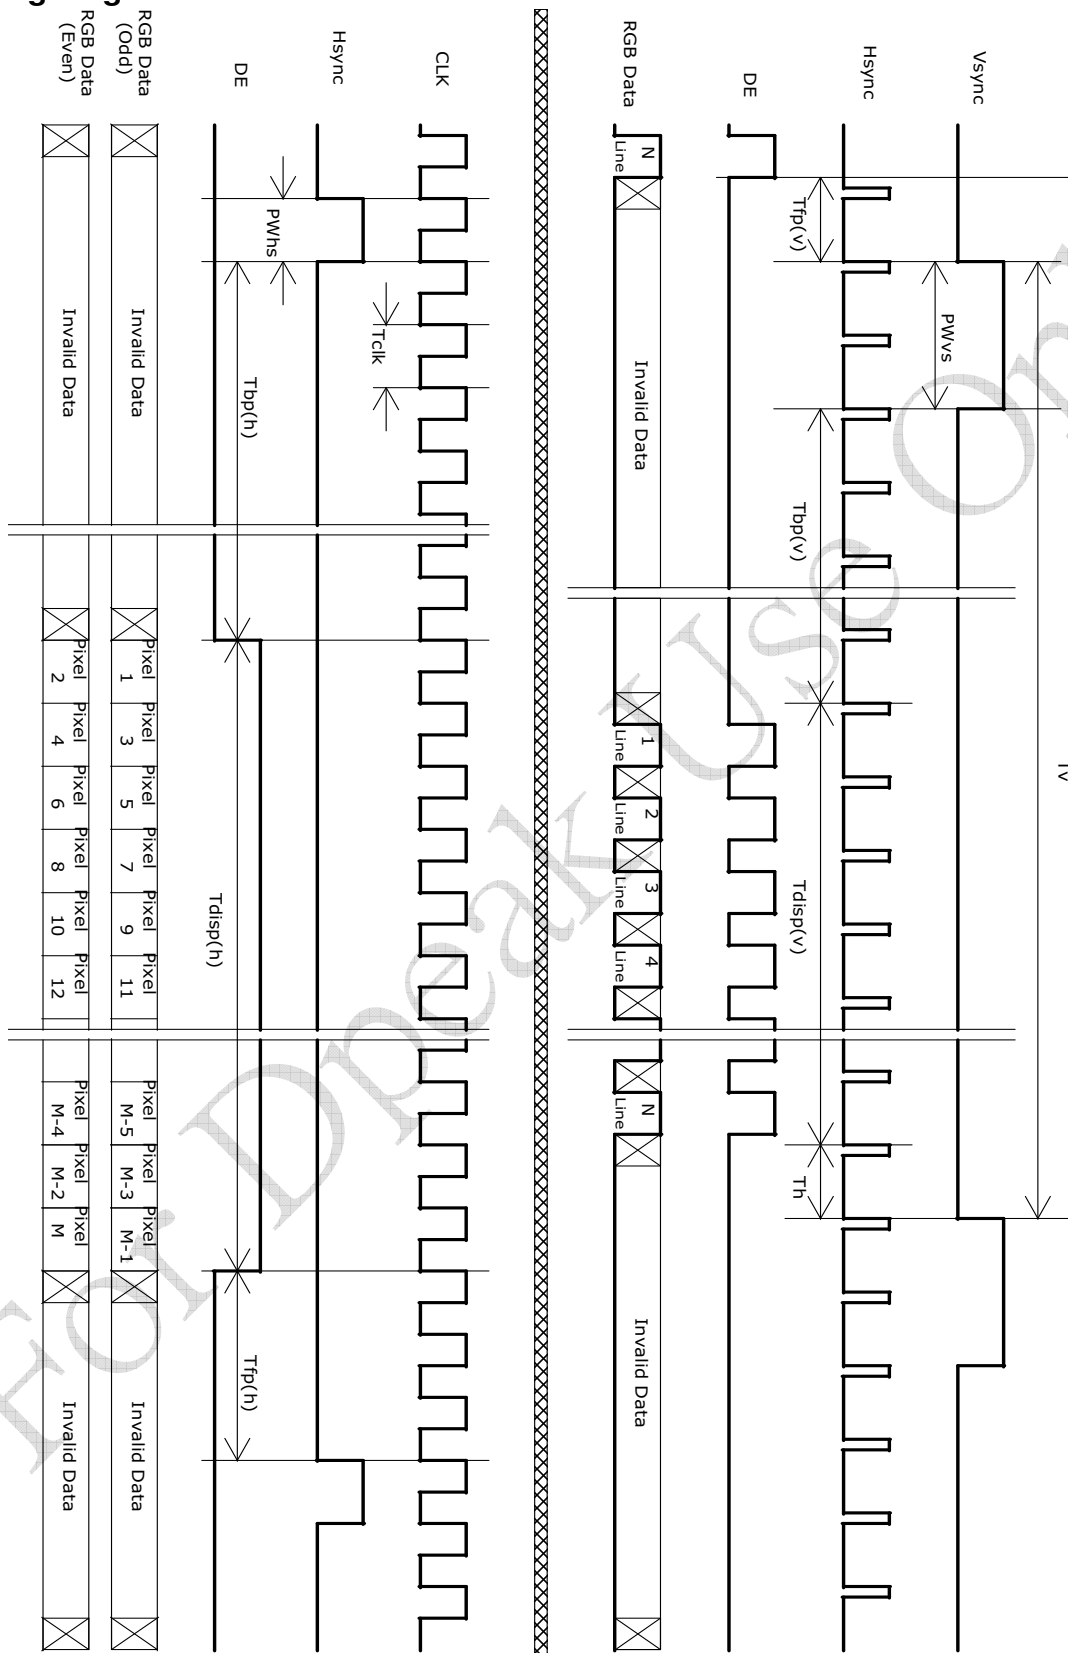 Vsync
Tv
PWvs
Hsync
Tfp(v)
Tbp(v)
Tdisp(v)
Th
DE
RGB Data
Line N
Invalid Data
Line 1
Line 2
Line 3
Line 4
Line N
Invalid Data
CLK
Tclk
Hsync
PWhs
DE
Tbp(h)
Tdisp(h)
Tfp(h)
RGB Data
(Odd)
Invalid Data
Pixel 1
Pixel 3
Pixel 5
Pixel 7
Pixel 9
Pixel 11
Pixel M-5
Pixel M-3
Pixel M-1
Invalid Data
RGB Data
(Even)
Invalid Data
Pixel 2
Pixel 4
Pixel 6
Pixel 8
Pixel 10
Pixel 12
Pixel M-4
Pixel M-2
Pixel M
Invalid Data
For Dpeak Use